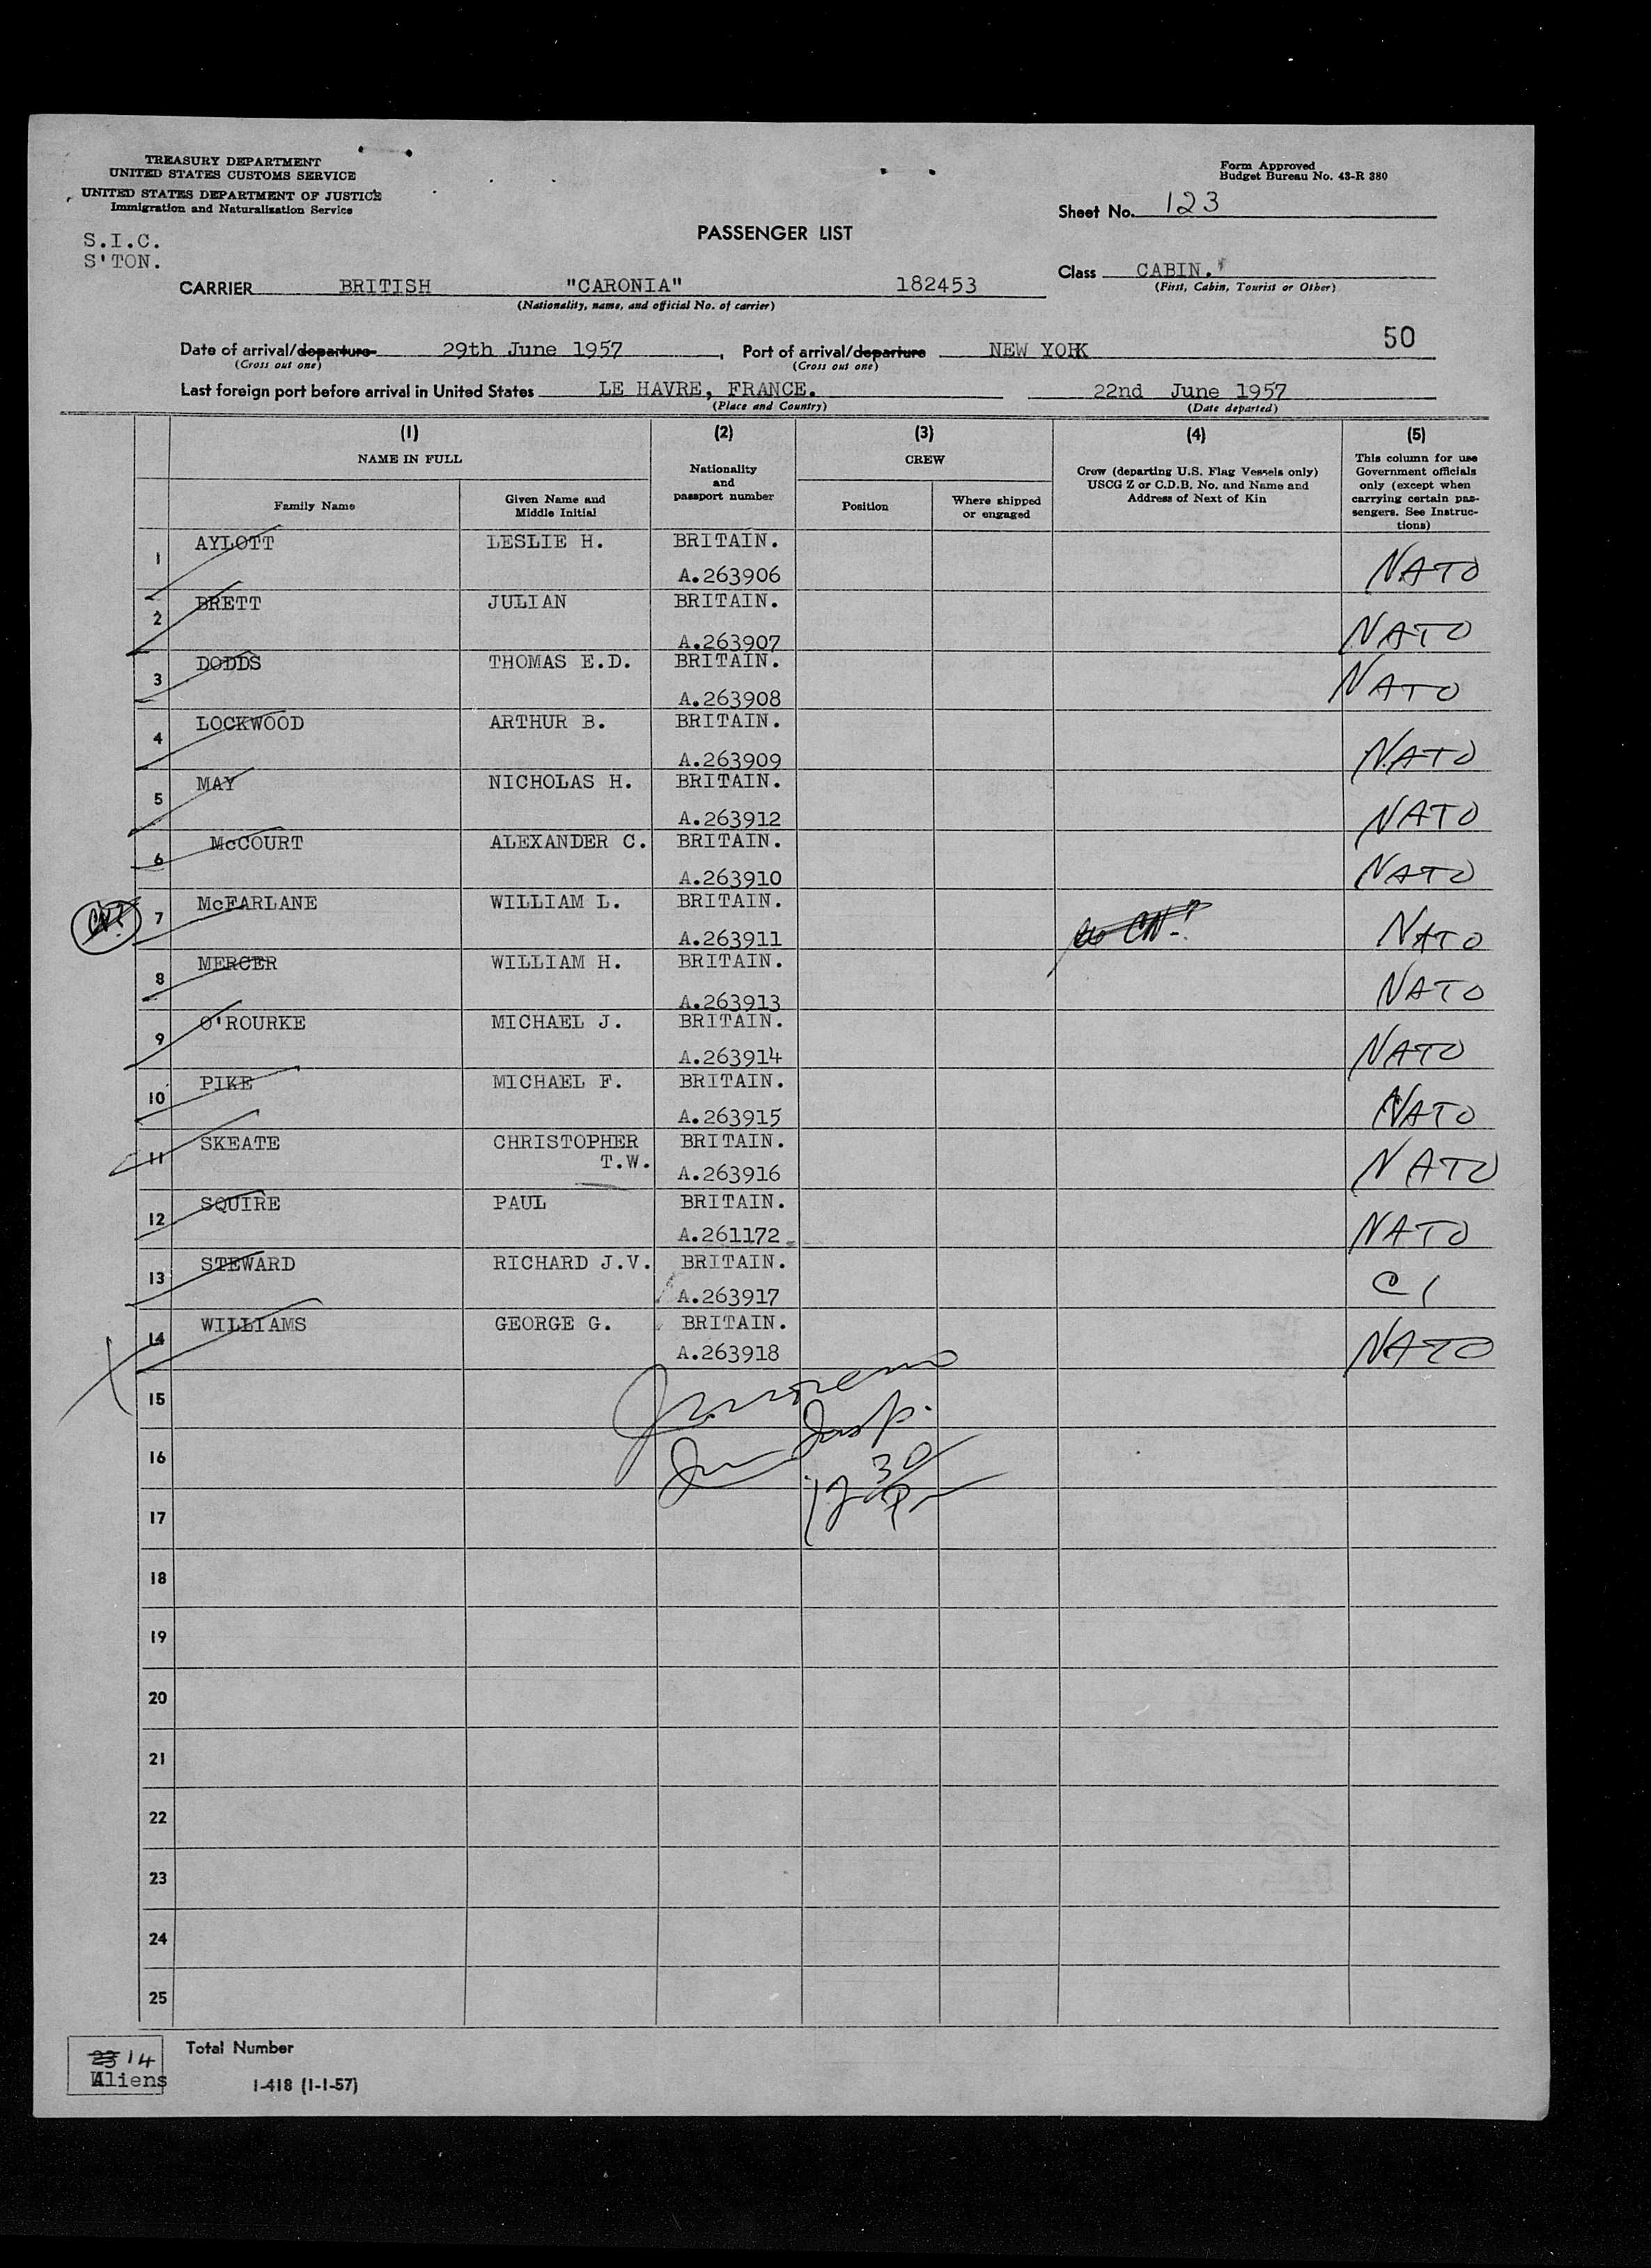 TREASURY DEPARTMENT
UNITED STATES CUSTOMS SERVICE
UNITED STATES DEPARTMENT OF JUSTICE
Immigration and Naturalization Service
Form Approved
Budget Bureau No. 43-R 380
Sheet No. 123
PASSENGER LIST
S.I.C.
S'TON.
Class CABIN.
(First, Cabin, Tourist or Other)
CARRIER BRITISH "CARONIA" 182453
(Nationality, name, and official No. of carrier)
50
Date of arrival/departure 29th June 1957, Port of arrival/departure NEW YORK
(Cross out one) (Cross out one)
Last foreign port before arrival in United States LE HAVRE, FRANCE. 22nd June 1957
(Place and Country) (Date departed)
(1) (2) (3) (4) (5)
NAME IN FULL
Family Name
Given Name and Middle Initial
Nationality and passport number
CREW
Position
Where shipped or engaged
Crew (departing U.S. Flag Vessels only) USCG Z or C.D.B. No. and Name and Address of Next of Kin
This column for use Government officials only (except when carrying certain passengers. See Instructions)
1 AYLOTT LESLIE H. BRITAIN. A.263906 NATO
2 BRETT JULIAN BRITAIN. A.263907 NATO
3 DODDS THOMAS E.D. BRITAIN. A.263908 NATO
4 LOCKWOOD ARTHUR B. BRITAIN. A.263909 NATO
5 MAY NICHOLAS H. BRITAIN. A.263912 NATO
6 McCOURT ALEXANDER C. BRITAIN. A.263910 NATO
7 McFARLANE WILLIAM L. BRITAIN. A.263911 NATO
8 MERCER WILLIAM H. BRITAIN. A.263913 NATO
9 O'ROURKE MICHAEL J. BRITAIN. A.263914 NATO
10 PIKE MICHAEL F. BRITAIN. A.263915 NATO
11 SKEATE CHRISTOPHER T.W. BRITAIN. A.263916 NATO
12 SQUIRE PAUL BRITAIN. A.261172 NATO
13 STEWARD RICHARD J.V. BRITAIN. A.263917 C1
14 WILLIAMS GEORGE G. BRITAIN. A.263918 NATO
15
16
17
12 30 P
18
19
20
21
22
23
24
25
23 14
Aliens
Total Number
I-418 (1-1-57)